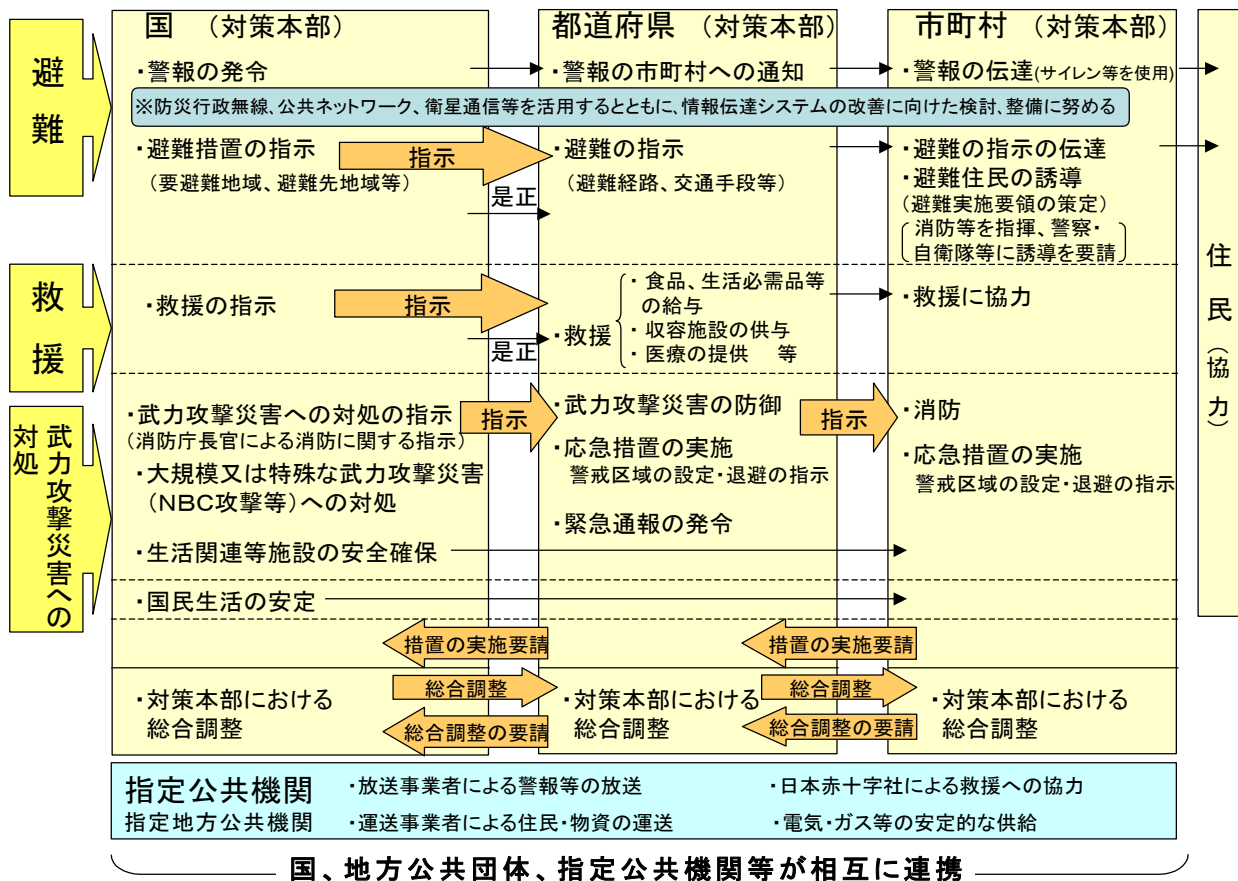 国 (対策本部)
都道府県 (対策本部)
市町村 (対策本部)
避難
・警報の発令
・警報の市町村への通知
・警報の伝達(サイレン等を使用)
※防災行政無線、公共ネットワーク、衛星通信等を活用するとともに、情報伝達システムの改善に向けた検討、整備に努める
・避難措置の指示
(要避難地域、避難先地域等)
指示
是正
・避難の指示
(避難経路、交通手段等)
・避難の指示の伝達
・避難住民の誘導
(避難実施要領の策定)
消防等を指揮、警察・
自衛隊等に誘導を要請
救援
・救援の指示
指示
是正
・救援
・食品、生活必需品等
の給与
・収容施設の供与
・医療の提供 等
・救援に協力
武力攻撃災害への
対処
・武力攻撃災害への対処の指示
(消防庁長官による消防に関する指示)
・大規模又は特殊な武力攻撃災害
(NBC攻撃等)への対処
・生活関連等施設の安全確保
・国民生活の安定
指示
・武力攻撃災害の防御
・応急措置の実施
警戒区域の設定・退避の指示
・緊急通報の発令
指示
・消防
・応急措置の実施
警戒区域の設定・退避の指示
措置の実施要請
措置の実施要請
・対策本部における
総合調整
総合調整
総合調整の要請
・対策本部における
総合調整
総合調整
総合調整の要請
・対策本部における
総合調整
住民(協力)
指定公共機関
指定地方公共機関
・放送事業者による警報等の放送
・日本赤十字社による救援への協力
・運送事業者による住民・物資の運送
・電気・ガス等の安定的な供給
国、地方公共団体、指定公共機関等が相互に連携